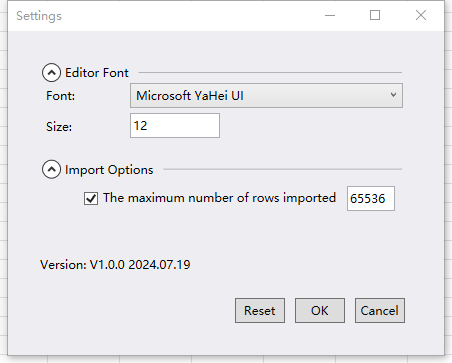 Settings
Editor Font
Font: Microsoft YaHei UI
Size: 12
Import Options
The maximum number of rows imported 65536
Version: V1.0.0 2024.07.19
Reset OK Cancel